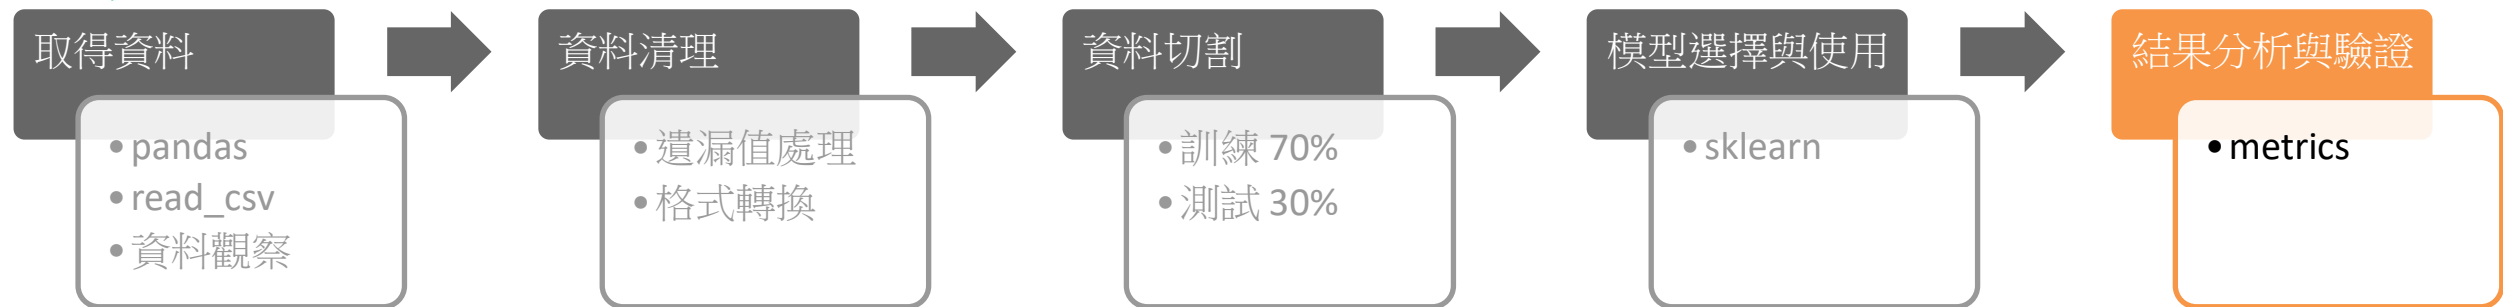 取得資料
• pandas
• read_csv
• 資料觀察
資料清理
• 遺漏值處理
• 格式轉換
資料切割
• 訓練 70%
• 測試 30%
模型選擇與使用
• sklearn
結果分析與驗證
• metrics